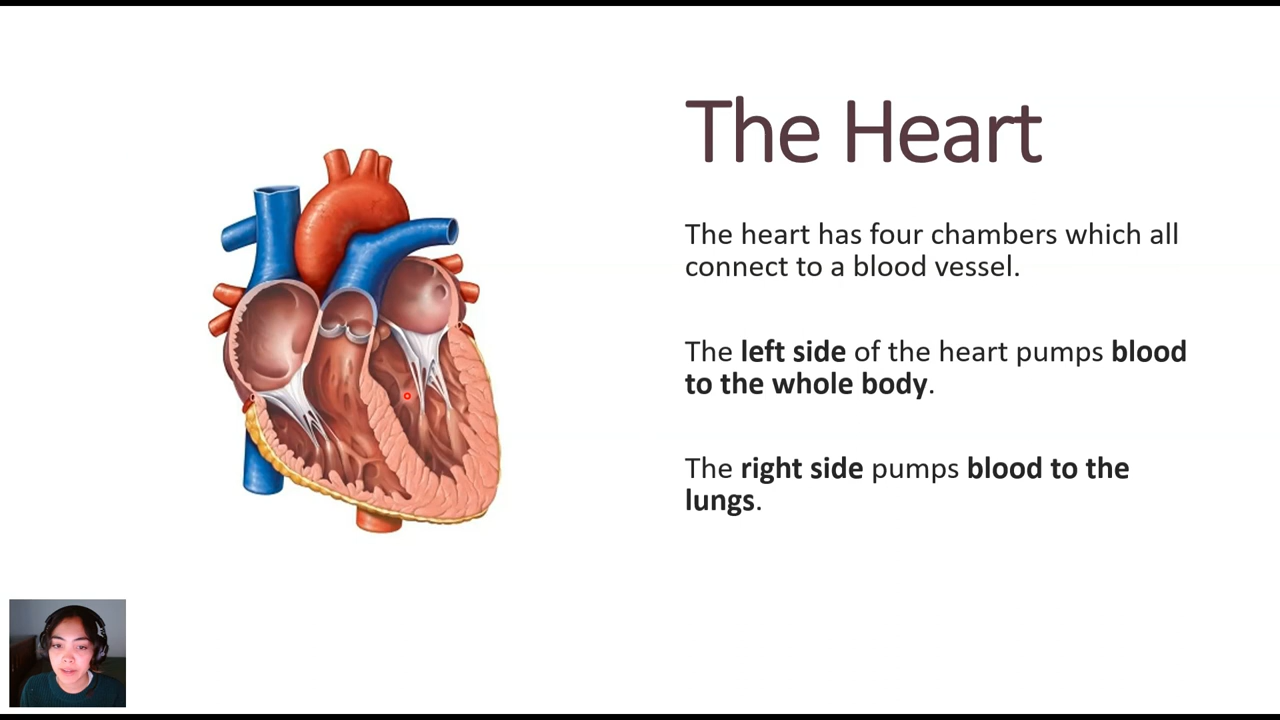 The Heart
The heart has four chambers which all
connect to a blood vessel.
The left side of the heart pumps blood
to the whole body.
The right side pumps blood to the
lungs.